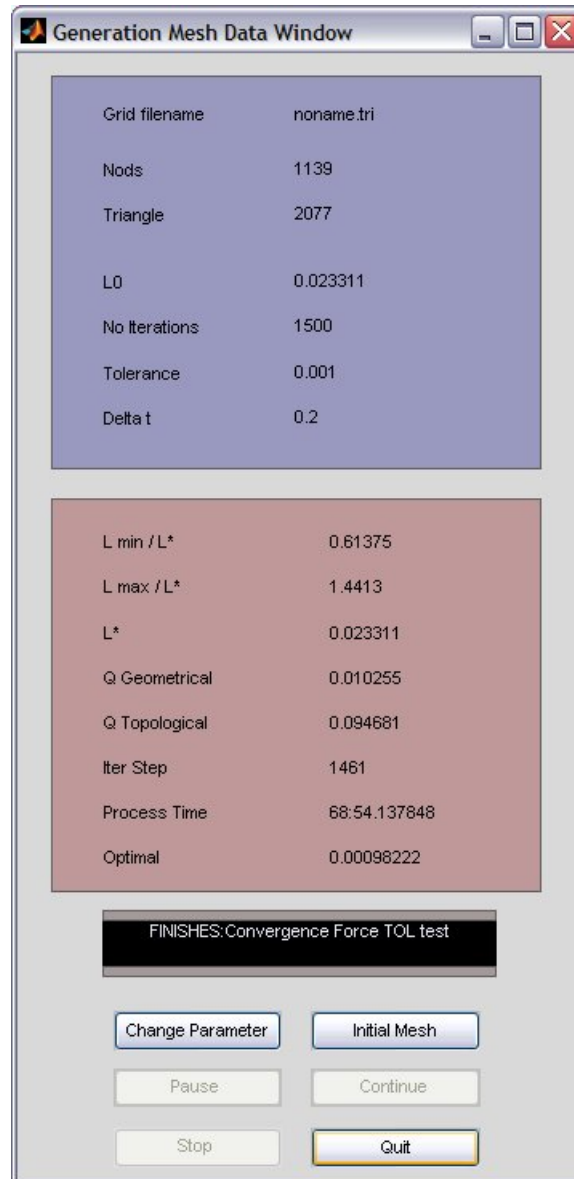 Generation Mesh Data Window
Grid filename noname.tri
Nods 1139
Triangle 2077
L0 0.023311
No Iterations 1500
Tolerance 0.001
Delta t 0.2
L min / L* 0.61375
L max / L* 1.4413
L* 0.023311
Q Geometrical 0.010255
Q Topological 0.094681
Iter Step 1461
Process Time 68:54.137848
Optimal 0.00098222
FINISHES:Convergence Force TOL test
Change Parameter Initial Mesh
Pause Continue
Stop Quit